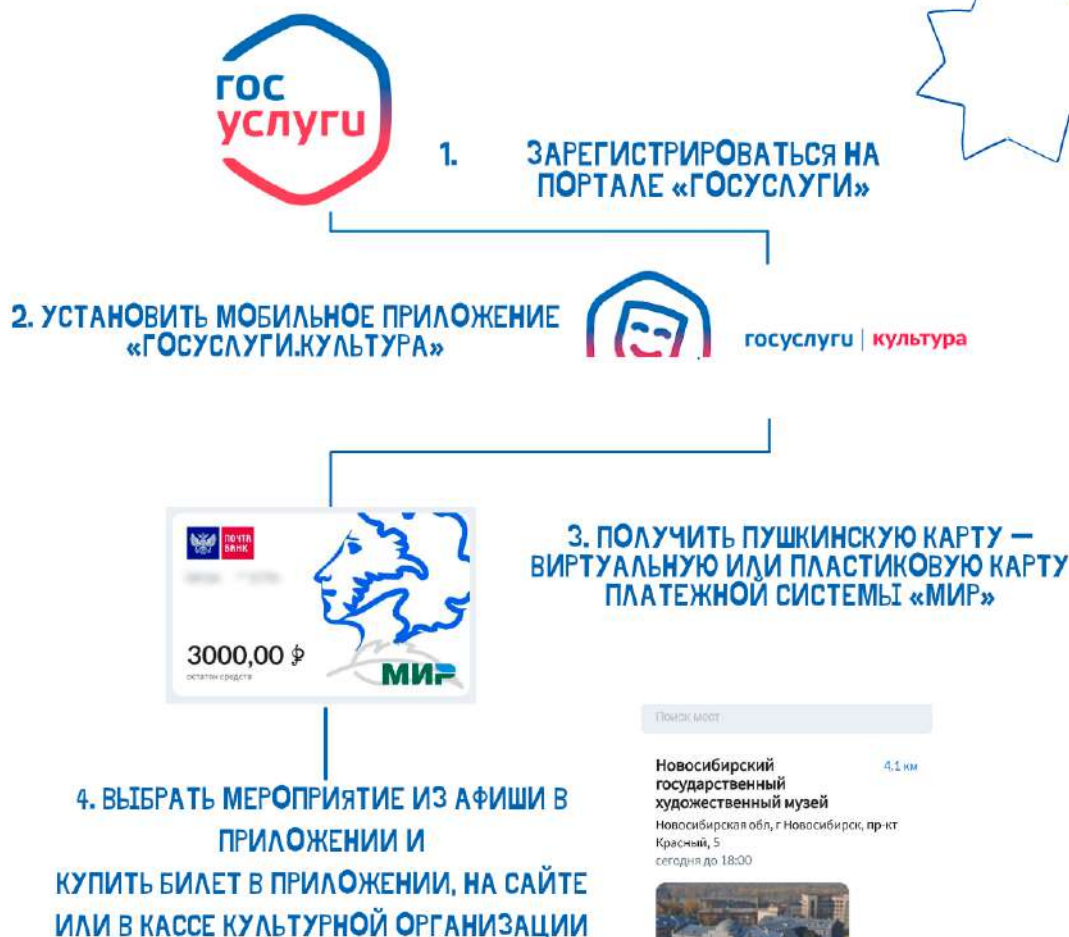 гос
услуги
1. ЗАРЕГИСТРИРОВАТЬСЯ НА
ПОРТАЛЕ «ГОСУСЛУГИ»
2. УСТАНОВИТЬ МОБИЛЬНОЕ ПРИЛОЖЕНИЕ
«ГОСУСЛУГИ.КУЛЬТУРА»
госуслуги | культура
ПОЧТА
БАНК
3000,00 ₽
остаток средств
МИР
3. ПОЛУЧИТЬ ПУШКИНСКУЮ КАРТУ —
ВИРТУАЛЬНУЮ ИЛИ ПЛАСТИКОВУЮ КАРТУ
ПЛАТЕЖНОЙ СИСТЕМЫ «МИР»
4. ВЫБРАТЬ МЕРОПРИЯТИЕ ИЗ АФИШИ В
ПРИЛОЖЕНИИ И
КУПИТЬ БИЛЕТ В ПРИЛОЖЕНИИ, НА САЙТЕ
ИЛИ В КАССЕ КУЛЬТУРНОЙ ОРГАНИЗАЦИИ
Поиск мест
Новосибирский 4.1 км
государственный
художественный музей
Новосибирская обл, г Новосибирск, пр-кт
Красный, 5
сегодня до 18:00